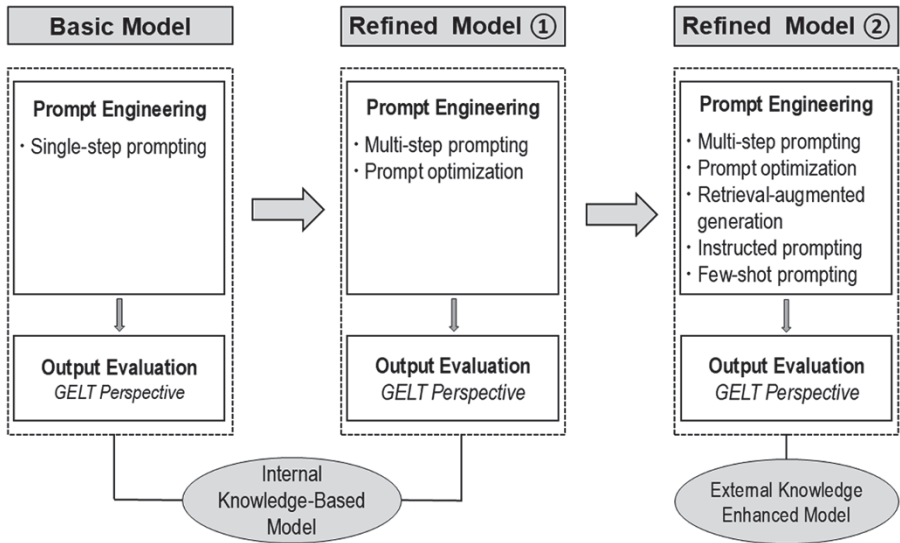 Basic Model
Prompt Engineering
・Single-step prompting
Output Evaluation
GELT Perspective
Refined Model ①
Prompt Engineering
・Multi-step prompting
・Prompt optimization
Output Evaluation
GELT Perspective
Refined Model ②
Prompt Engineering
・Multi-step prompting
・Prompt optimization
・Retrieval-augmented
generation
・Instructed prompting
・Few-shot prompting
Output Evaluation
GELT Perspective
Internal
Knowledge-Based
Model
External Knowledge
Enhanced Model